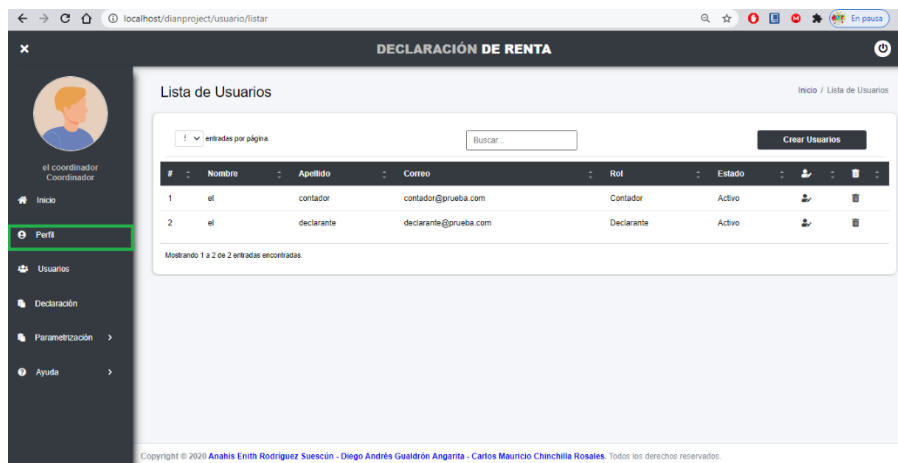 localhost/dianproject/usuario/listar
En pausa
DECLARACIÓN DE RENTA
el coordinador
Coordinador
Inicio
Perfil
Usuarios
Declaración
Parametrización
Ayuda
Lista de Usuarios
Inicio / Lista de Usuarios
entradas por página.
Buscar...
Crear Usuarios
# Nombre Apellido Correo Rol Estado
1 el contador contador@prueba.com Contador Activo
2 el declarante declarante@prueba.com Declarante Activo
Mostrando 1 a 2 de 2 entradas encontradas.
Copyright © 2020 Anahis Enith Rodríguez Suescún - Diego Andrés Gualdrón Angarita - Carlos Mauricio Chinchilla Rosales. Todos los derechos reservados.